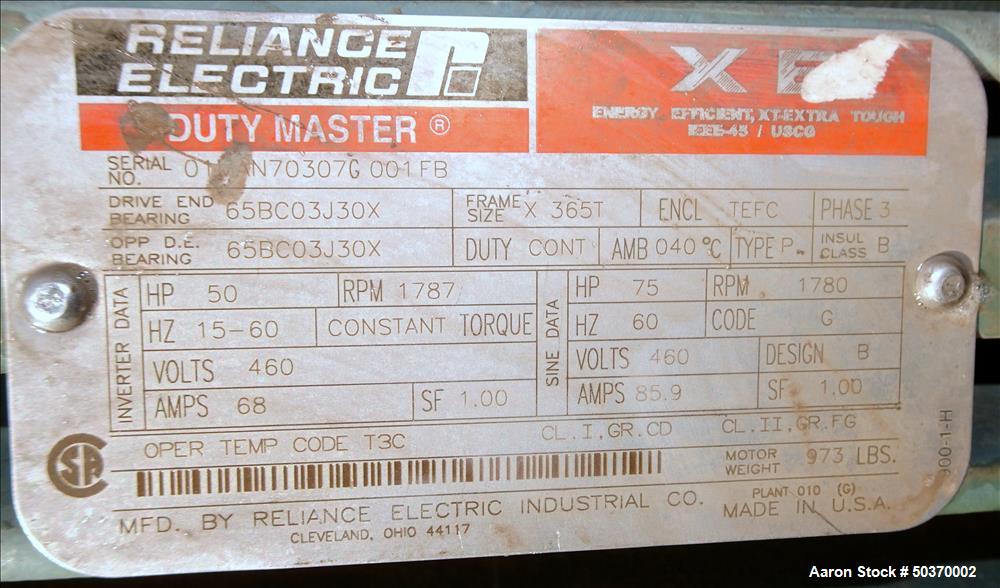 RELIANCE
ELECTRIC
DUTY MASTER ®
ENERGY EFFICIENT, XT-EXTRA TOUGH
IEEE-45 / USCG
SERIAL NO. 70307G 001FB
DRIVE END BEARING 65BC03J30X FRAME SIZE X 365T ENCL TEFC PHASE 3
OPP D.E. BEARING 65BC03J30X DUTY CONT AMB 040 °C TYPE P INSUL CLASS B
INVERTER DATA
HP 50 RPM 1787
HZ 15-60 CONSTANT TORQUE
VOLTS 460
AMPS 68 SF 1.00
SINE DATA
HP 75 RPM 1780
HZ 60 CODE G
VOLTS 460 DESIGN B
AMPS 85.9 SF 1.00
OPER TEMP CODE T3C CL.I,GR.CD CL.II,GR.FG
MOTOR WEIGHT 973 LBS.
MFD. BY RELIANCE ELECTRIC INDUSTRIAL CO.
CLEVELAND, OHIO 44117
PLANT 010 (G)
MADE IN U.S.A.
900-1-H
Aaron Stock # 50370002